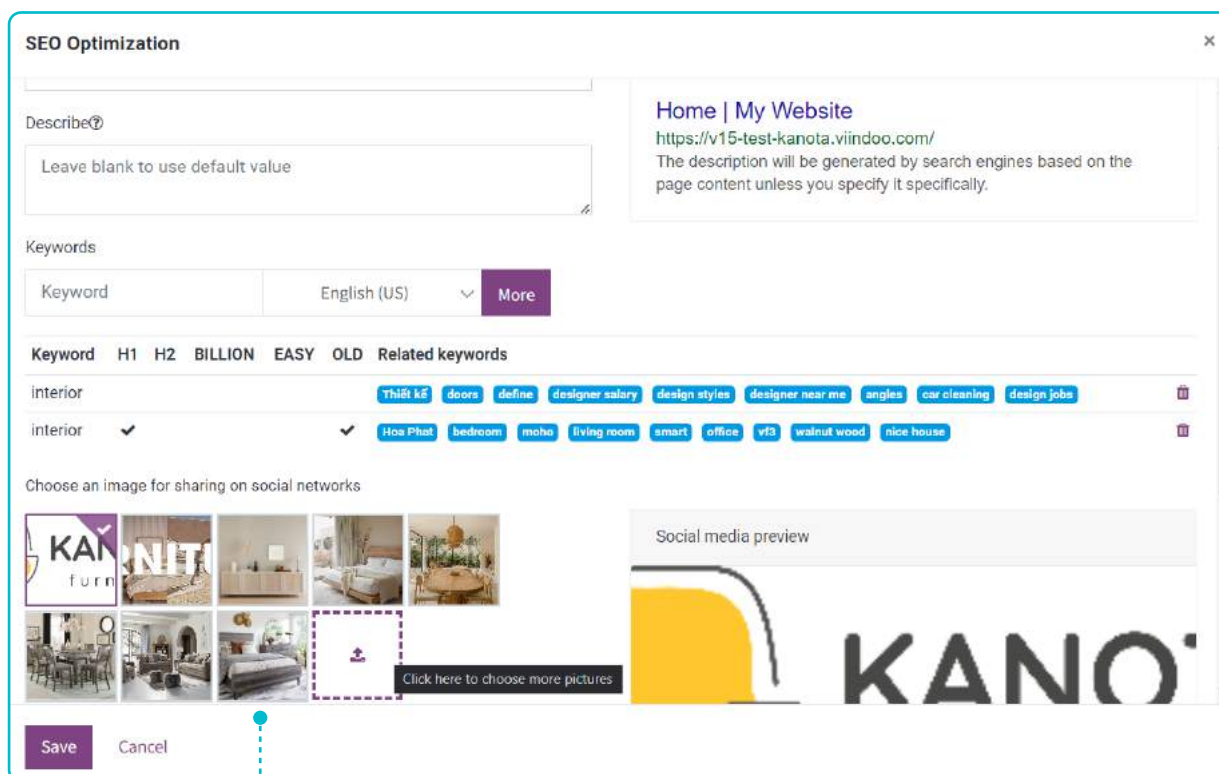 SEO Optimization
×
Describe?
Leave blank to use default value
Home | My Website
https://v15-test-kanota.viindoo.com/
The description will be generated by search engines based on the
page content unless you specify it specifically.
Keywords
Keyword English (US) More
Keyword H1 H2 BILLION EASY OLD Related keywords
interior Thiết kế doors define designer salary design styles designer near me angles car cleaning design jobs
interior ✔ ✔ Hoa Phat bedroom moho living room smart office vf3 walnut wood nice house
Choose an image for sharing on social networks
KAN
furn
RNIT
Social media preview
KANO
Click here to choose more pictures
Save Cancel